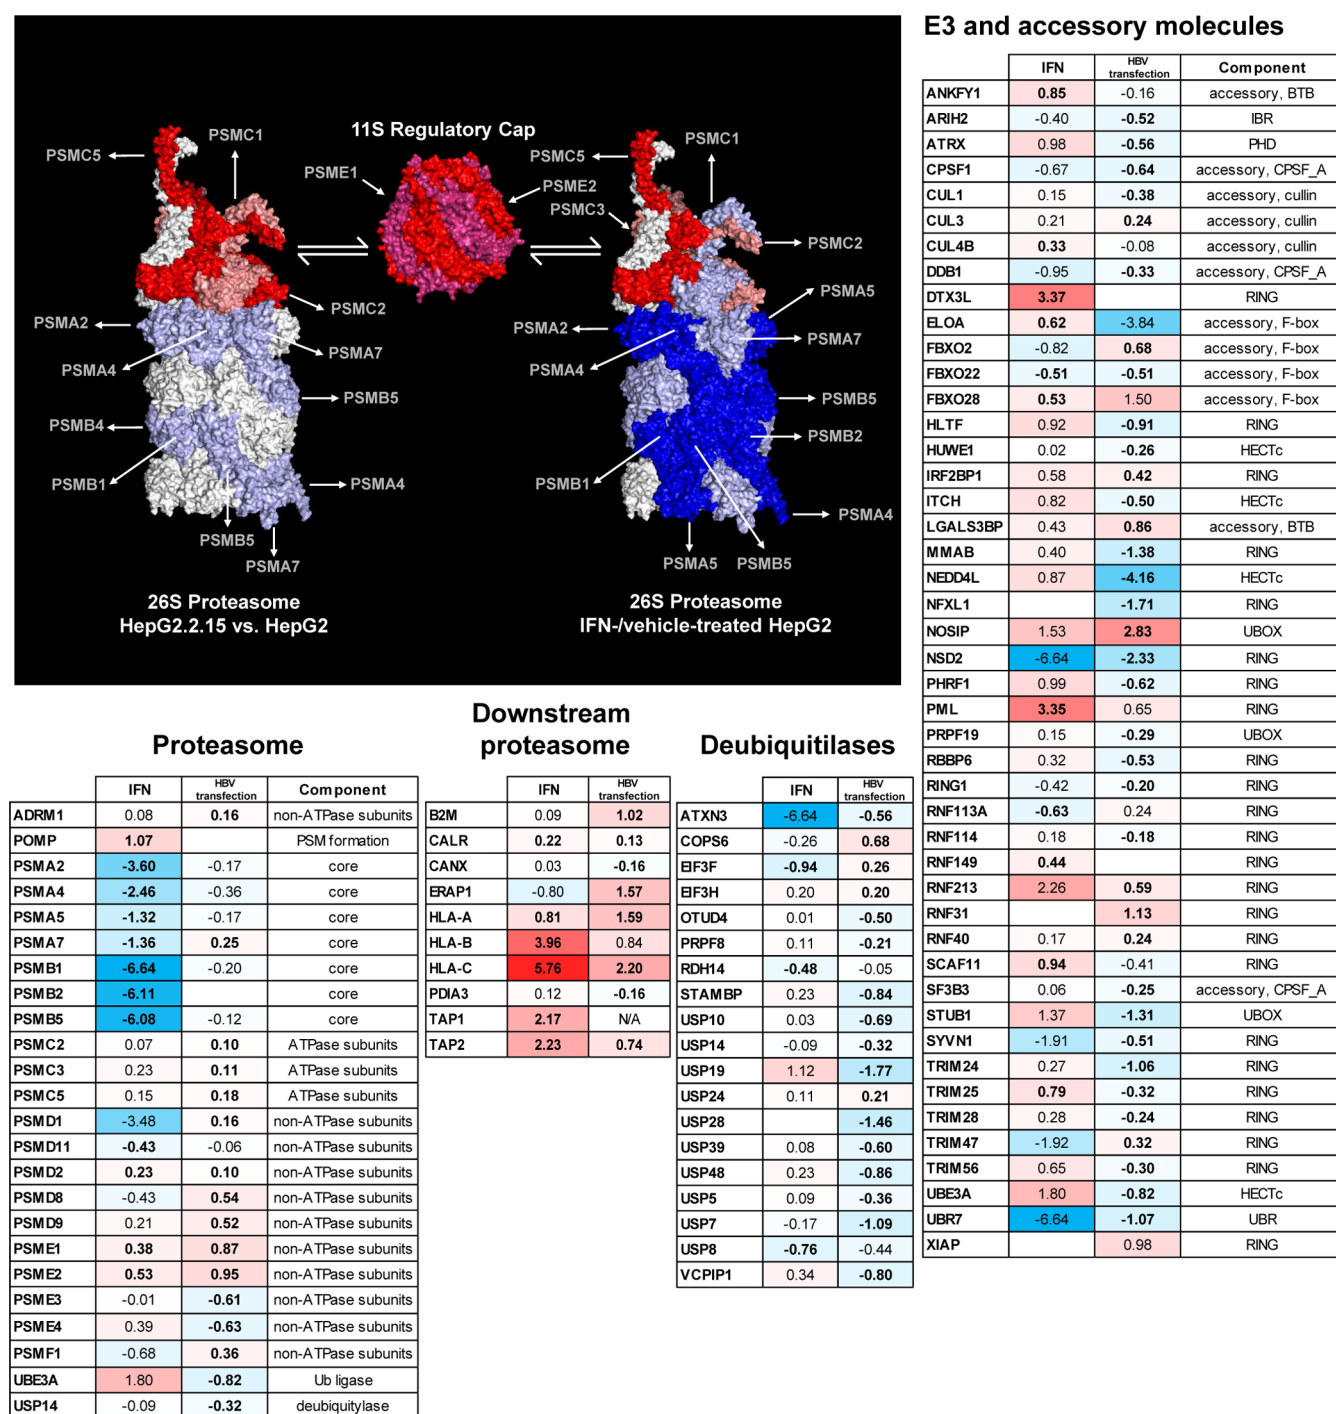 E3 and accessory molecules
PSMC5
PSMC1
11S Regulatory Cap
PSME1
PSME2
PSMC5
PSMC1
PSMC3
PSMC2
PSMC2
PSMA5
PSMA2
PSMA7
PSMA4
PSMA2
PSMA7
PSMA4
PSMB5
PSMB4
PSMB1
PSMA4
PSMB5
PSMA7
PSMB5
PSMB2
PSMB1
PSMA4
PSMA5 PSMB5
26S Proteasome
HepG2.2.15 vs. HepG2
26S Proteasome
IFN-/vehicle-treated HepG2
IFN HBV transfection Component
ANKFY1 0.85 -0.16 accessory, BTB
ARIH2 -0.40 -0.52 IBR
ATRX 0.98 -0.56 PHD
CPSF1 -0.67 -0.64 accessory, CPSF_A
CUL1 0.15 -0.38 accessory, cullin
CUL3 0.21 0.24 accessory, cullin
CUL4B 0.33 -0.08 accessory, cullin
DDB1 -0.95 -0.33 accessory, CPSF_A
DTX3L 3.37 RING
ELOA 0.62 -3.84 accessory, F-box
FBXO2 -0.82 0.68 accessory, F-box
FBXO22 -0.51 -0.51 accessory, F-box
FBXO28 0.53 1.50 accessory, F-box
HLTF 0.92 -0.91 RING
HUWE1 0.02 -0.26 HECTc
IRF2BP1 0.58 0.42 RING
ITCH 0.82 -0.50 HECTc
LGALS3BP 0.43 0.86 accessory, BTB
MMAB 0.40 -1.38 RING
NEDD4L 0.87 -4.16 HECTc
NFXL1 -1.71 RING
NOSIP 1.53 2.83 UBOX
NSD2 -6.64 -2.33 RING
PHRF1 0.99 -0.62 RING
PML 3.35 0.65 RING
PRPF19 0.15 -0.29 UBOX
RBBP6 0.32 -0.53 RING
RING1 -0.42 -0.20 RING
RNF113A -0.63 0.24 RING
RNF114 0.18 -0.18 RING
RNF149 0.44 RING
RNF213 2.26 0.59 RING
RNF31 1.13 RING
RNF40 0.17 0.24 RING
SCAF11 0.94 -0.41 RING
SF3B3 0.06 -0.25 accessory, CPSF_A
STUB1 1.37 -1.31 UBOX
SYVN1 -1.91 -0.51 RING
TRIM24 0.27 -1.06 RING
TRIM25 0.79 -0.32 RING
TRIM28 0.28 -0.24 RING
TRIM47 -1.92 0.32 RING
TRIM56 0.65 -0.30 RING
UBE3A 1.80 -0.82 HECTc
UBR7 -6.64 -1.07 UBR
XIAP 0.98 RING
Proteasome
IFN HBV transfection Component
ADRM1 0.08 0.16 non-ATPase subunits
POMP 1.07 PSM formation
PSMA2 -3.60 -0.17 core
PSMA4 -2.46 -0.36 core
PSMA5 -1.32 -0.17 core
PSMA7 -1.36 0.25 core
PSMB1 -6.64 -0.20 core
PSMB2 -6.11 core
PSMB5 -6.08 -0.12 core
PSMC2 0.07 0.10 ATPase subunits
PSMC3 0.23 0.11 ATPase subunits
PSMC5 0.15 0.18 ATPase subunits
PSMD1 -3.48 0.16 non-ATPase subunits
PSMD11 -0.43 -0.06 non-ATPase subunits
PSMD2 0.23 0.10 non-ATPase subunits
PSMD8 -0.43 0.54 non-ATPase subunits
PSMD9 0.21 0.52 non-ATPase subunits
PSME1 0.38 0.87 non-ATPase subunits
PSME2 0.53 0.95 non-ATPase subunits
PSME3 -0.01 -0.61 non-ATPase subunits
PSME4 0.39 -0.63 non-ATPase subunits
PSMF1 -0.68 0.36 non-ATPase subunits
UBE3A 1.80 -0.82 Ub ligase
USP14 -0.09 -0.32 deubiquitylase
Downstream
proteasome
IFN HBV transfection
B2M 0.09 1.02
CALR 0.22 0.13
CANX 0.03 -0.16
ERAP1 -0.80 1.57
HLA-A 0.81 1.59
HLA-B 3.96 0.84
HLA-C 5.76 2.20
PDIA3 0.12 -0.16
TAP1 2.17 N/A
TAP2 2.23 0.74
Deubiquitilases
IFN HBV transfection
ATXN3 -6.64 -0.56
COPS6 -0.26 0.68
EIF3F -0.94 0.26
EIF3H 0.20 0.20
OTUD4 0.01 -0.50
PRPF8 0.11 -0.21
RDH14 -0.48 -0.05
STAMBP 0.23 -0.84
USP10 0.03 -0.69
USP14 -0.09 -0.32
USP19 1.12 -1.77
USP24 0.11 0.21
USP28 -1.46
USP39 0.08 -0.60
USP48 0.23 -0.86
USP5 0.09 -0.36
USP7 -0.17 -1.09
USP8 -0.76 -0.44
VCPIP1 0.34 -0.80